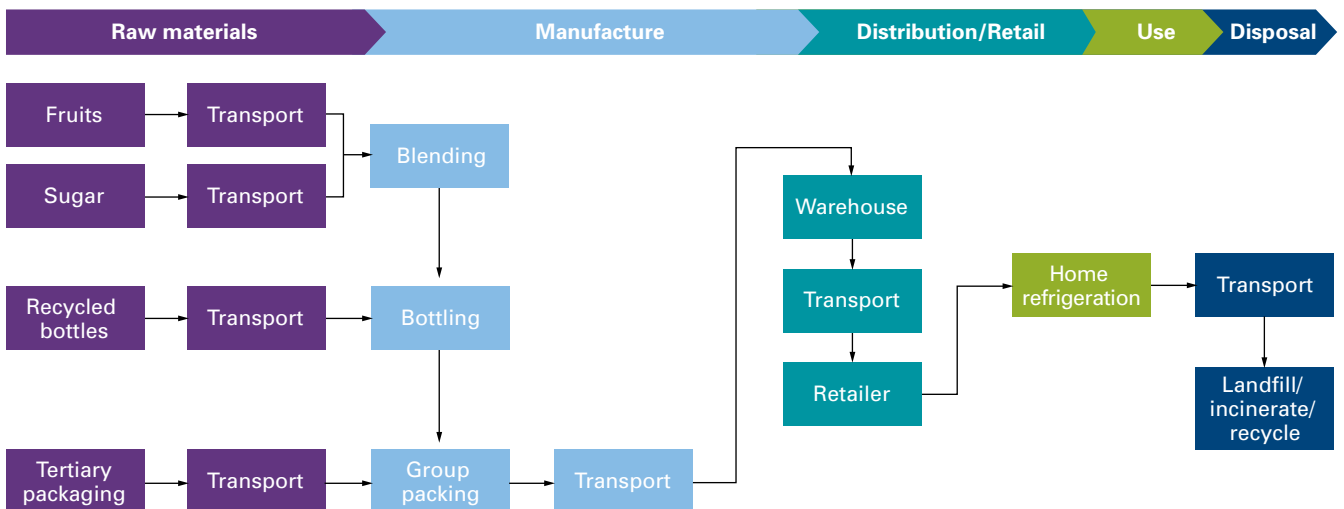 Raw materials
Manufacture
Distribution/Retail
Use
Disposal
Fruits
Transport
Blending
Sugar
Transport
Warehouse
Recycled
bottles
Transport
Bottling
Transport
Home
refrigeration
Transport
Retailer
Landfill/
incinerate/
recycle
Tertiary
packaging
Transport
Group
packing
Transport